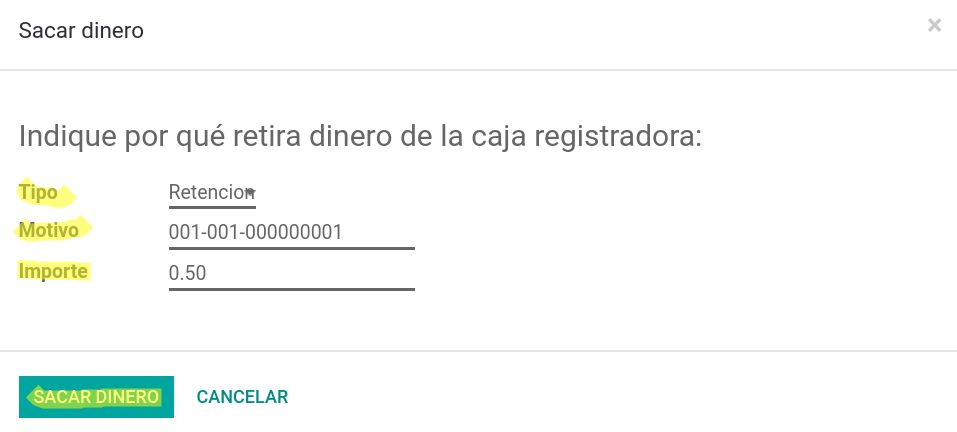 Sacar dinero ×
Indique por qué retira dinero de la caja registradora:
Tipo Retencion
Motivo 001-001-000000001
Importe 0.50
SACAR DINERO CANCELAR